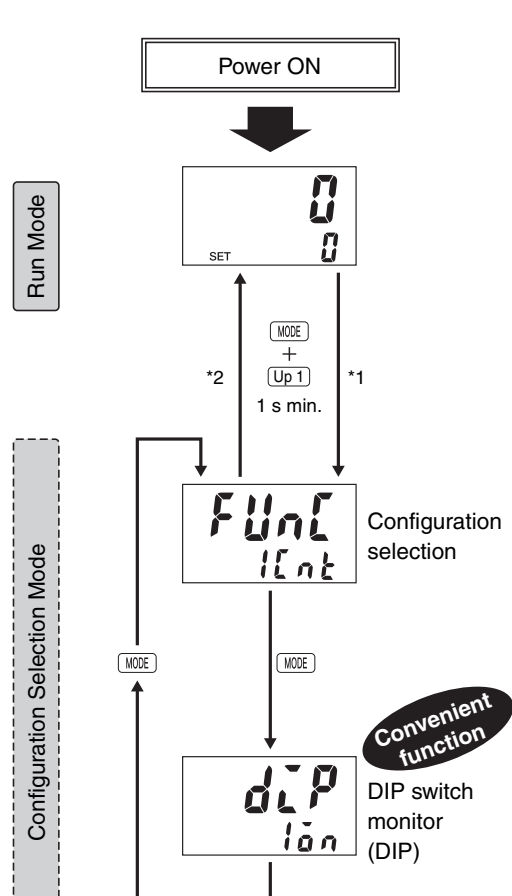 Power ON
Run Mode
0
SET 0
MODE
+
Up 1
1 s min.
*2
*1
FUnC
1Cnt
Configuration
selection
Configuration Selection Mode
MODE
MODE
Convenient
function
diP
1on
DIP switch
monitor
(DIP)